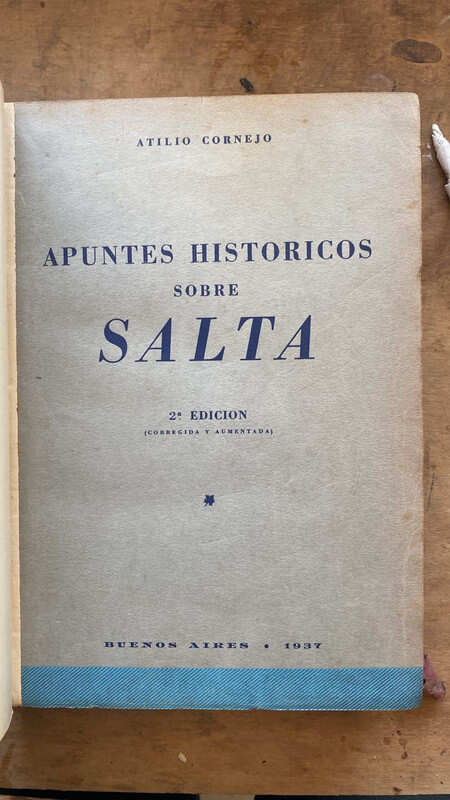 ATILIO CORNEJO
APUNTES HISTORICOS
SOBRE
SALTA
2ª EDICION
(CORREGIDA Y AUMENTADA)
BUENOS AIRES • 1937